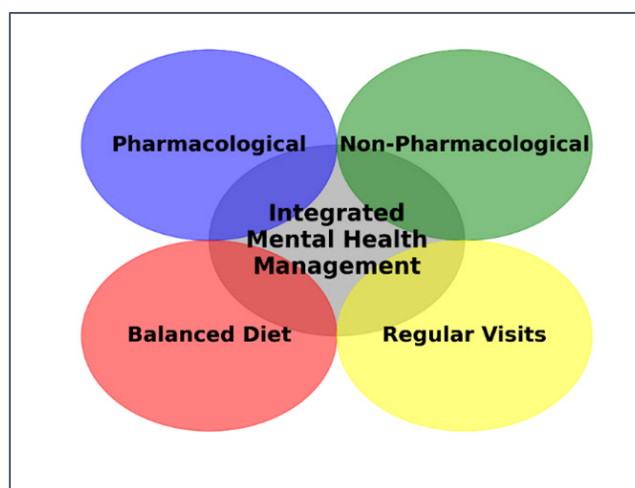 Pharmacological
Non-Pharmacological
Integrated
Mental Health
Management
Balanced Diet
Regular Visits